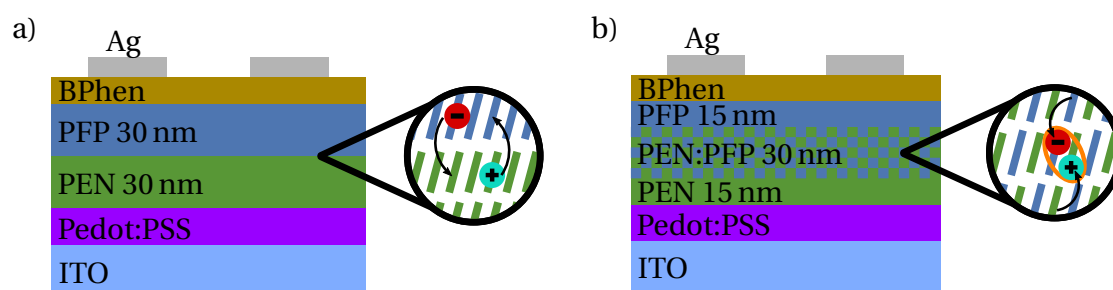 a)
Ag
BPhen
PFP 30 nm
PEN 30 nm
Pedot:PSS
ITO
b)
Ag
BPhen
PFP 15 nm
PEN:PFP 30 nm
PEN 15 nm
Pedot:PSS
ITO